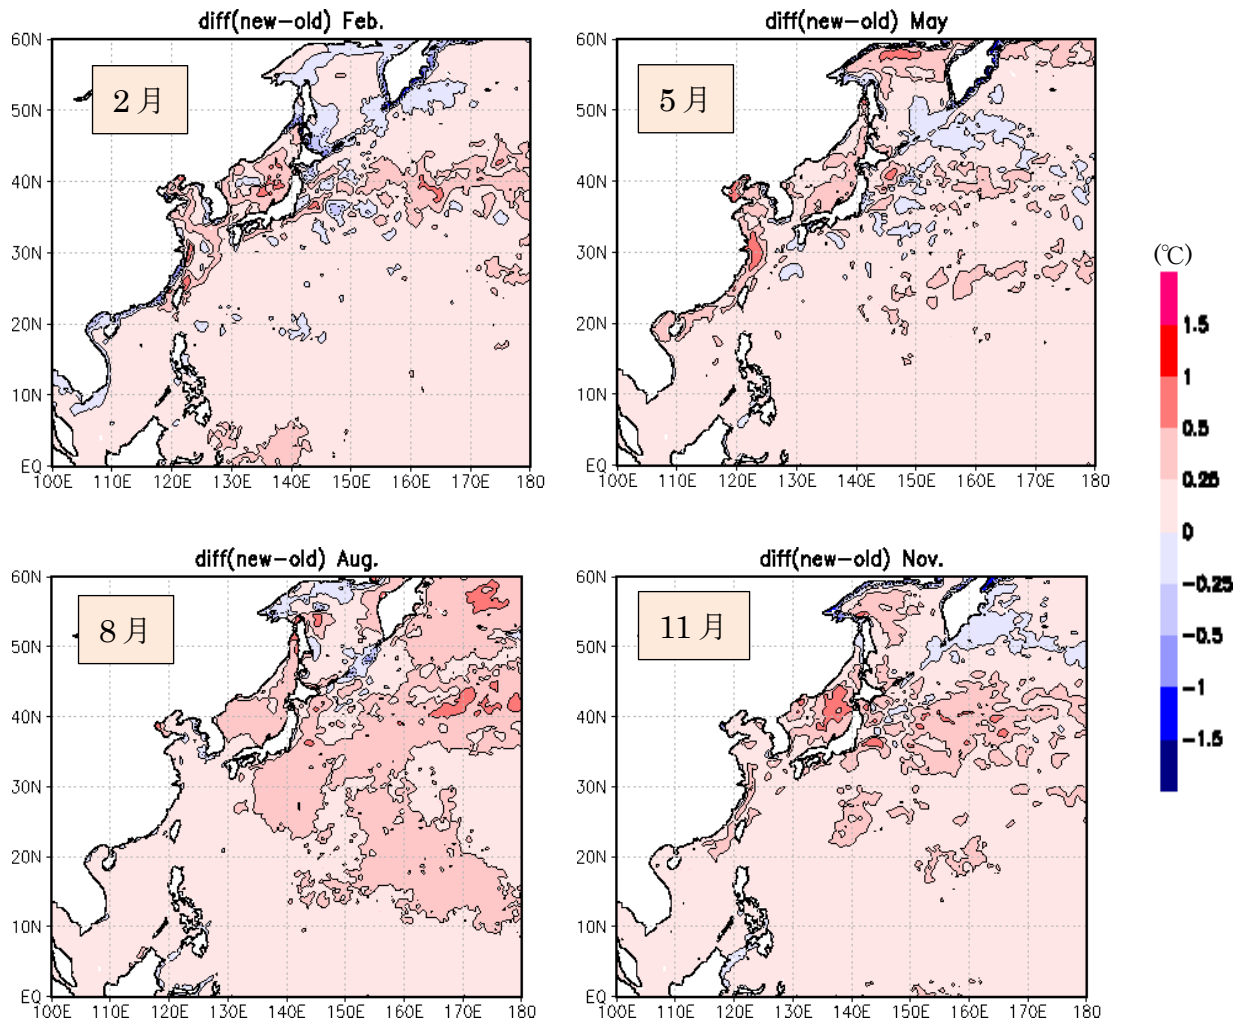 diff(new-old) Feb.
60N
50N
40N
30N
20N
10N
EQ
100E 110E 120E 130E 140E 150E 160E 170E 180
2月
diff(new-old) May
60N
50N
40N
30N
20N
10N
EQ
100E 110E 120E 130E 140E 150E 160E 170E 180
5月
(℃)
1.5
1
0.5
0.25
0
-0.25
-0.5
-1
-1.5
diff(new-old) Aug.
60N
50N
40N
30N
20N
10N
EQ
100E 110E 120E 130E 140E 150E 160E 170E 180
8月
diff(new-old) Nov.
60N
50N
40N
30N
20N
10N
EQ
100E 110E 120E 130E 140E 150E 160E 170E 180
11月